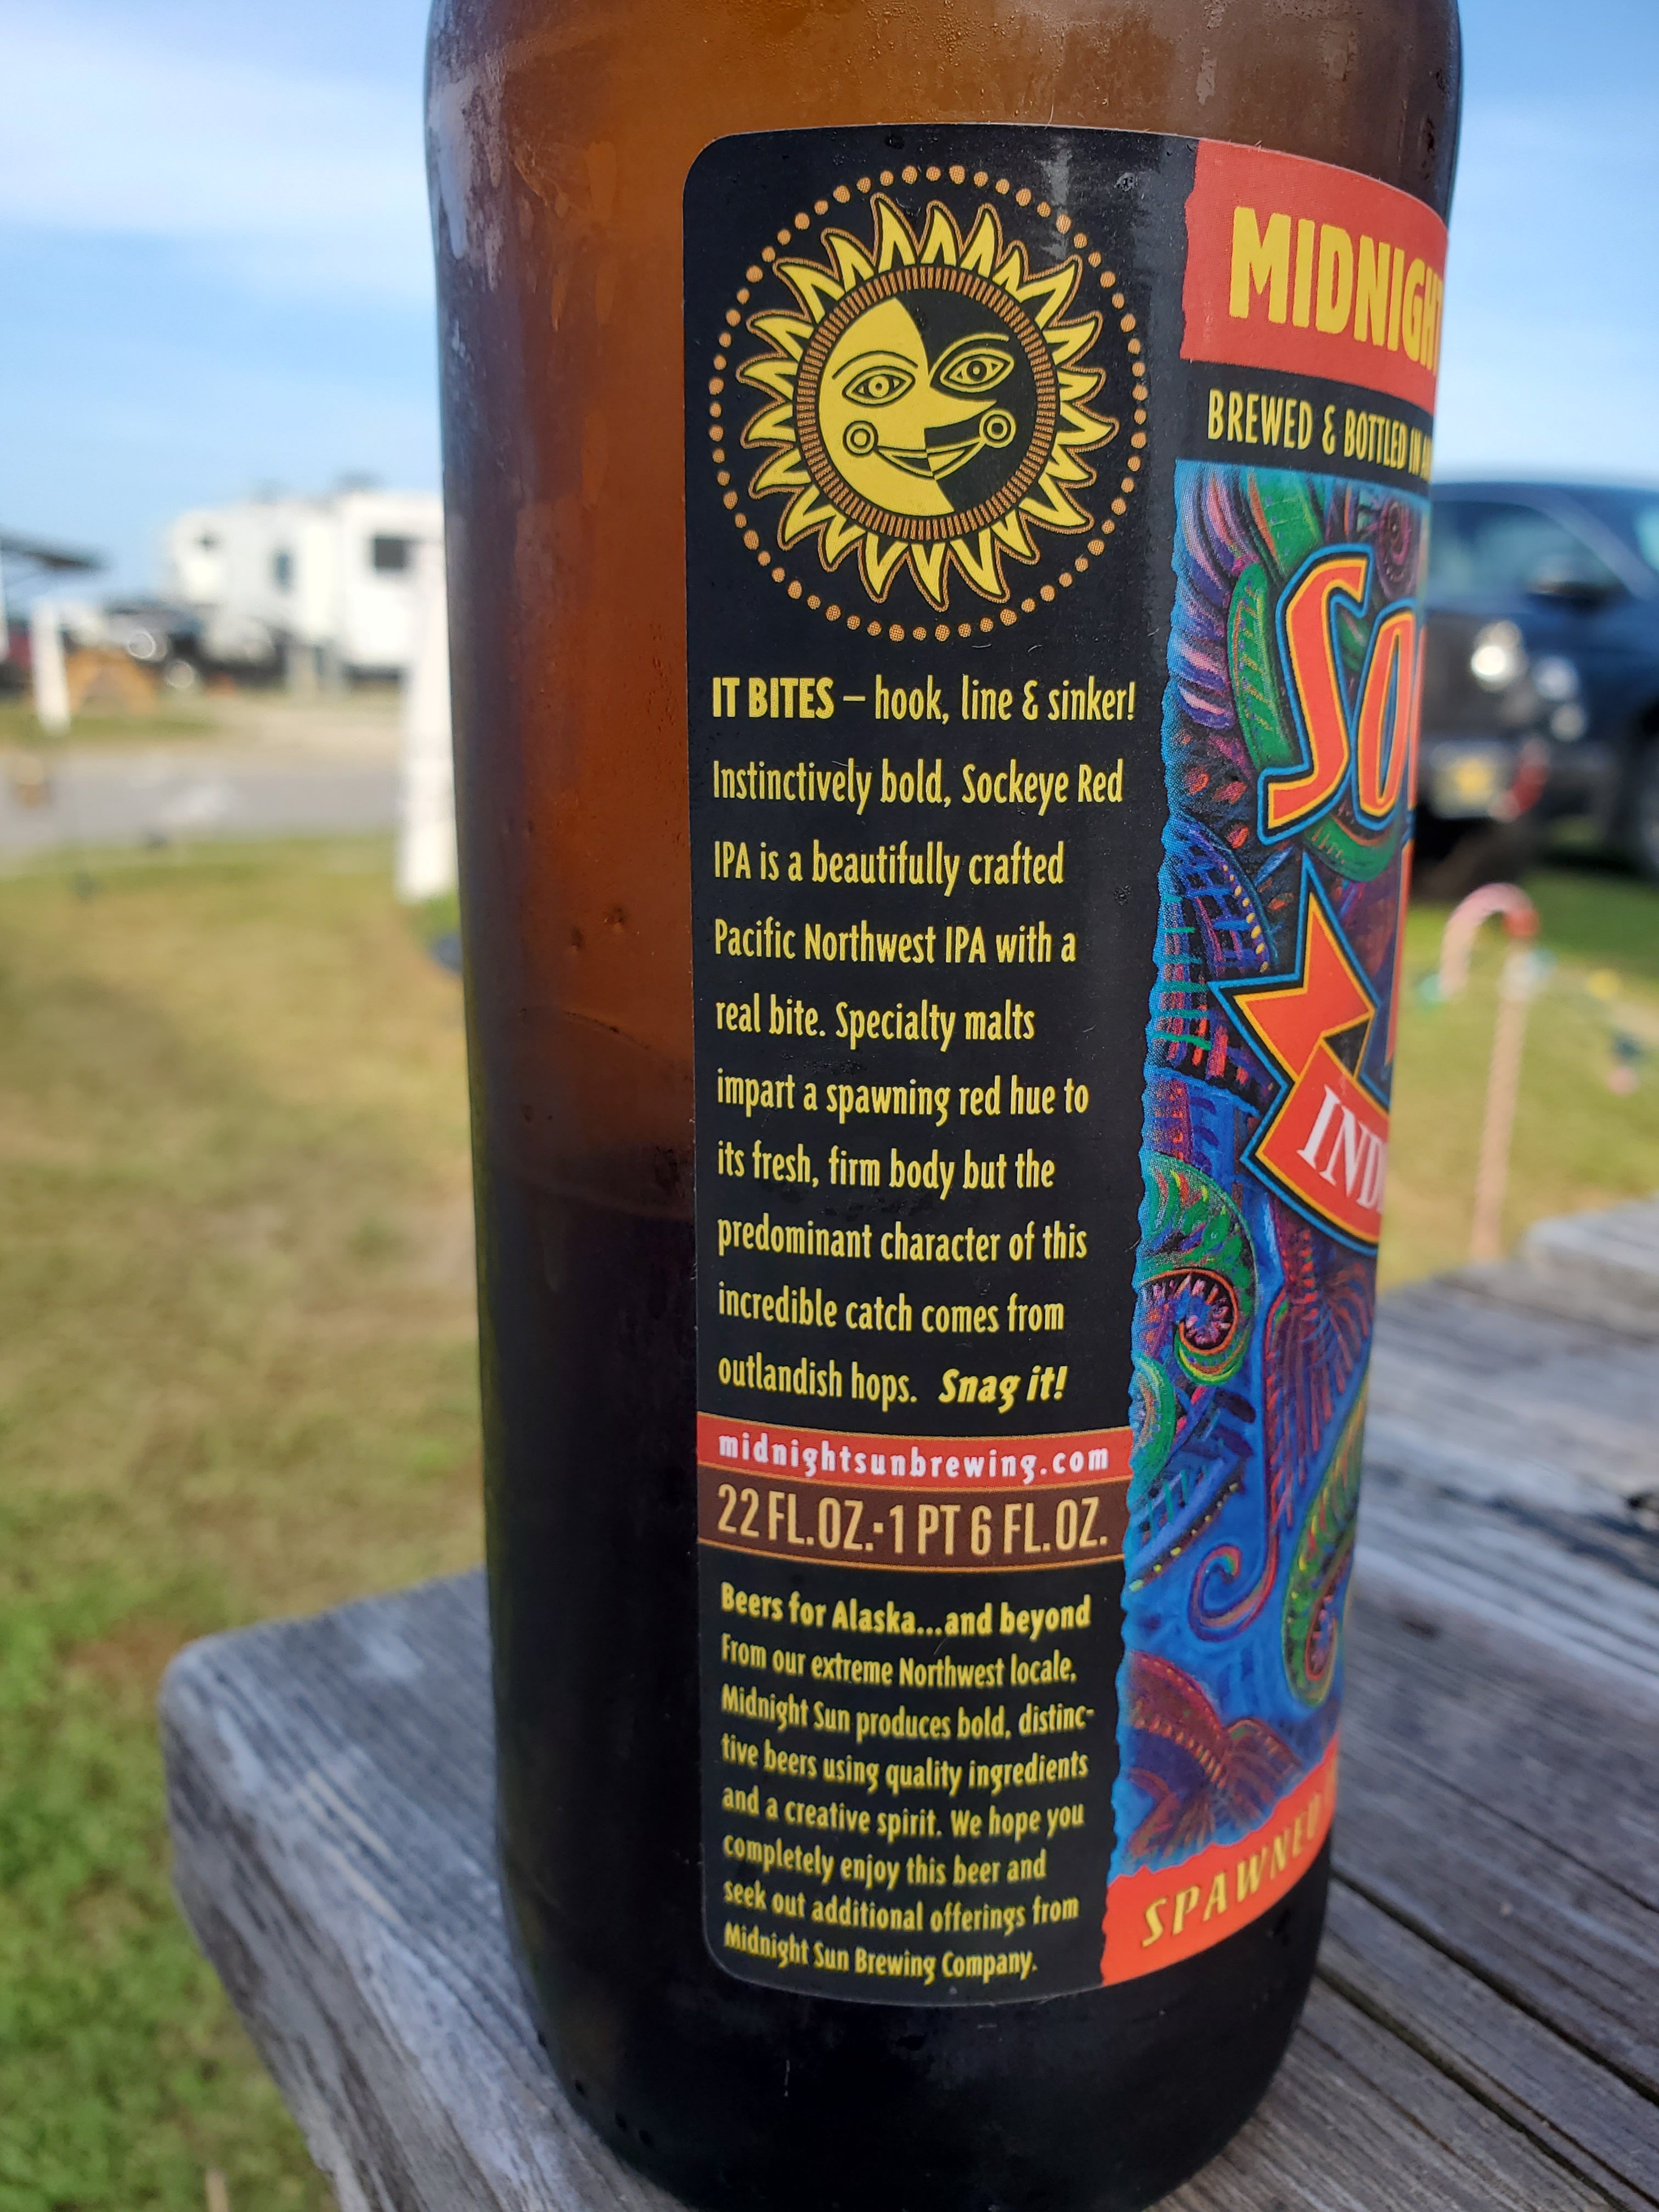 IT BITES – hook, line & sinker!
Instinctively bold, Sockeye Red
IPA is a beautifully crafted
Pacific Northwest IPA with a
real bite. Specialty malts
impart a spawning red hue to
its fresh, firm body but the
predominant character of this
incredible catch comes from
outlandish hops. Snag it!
midnightsunbrewing.com
22 FL.OZ.·1 PT 6 FL.OZ.
Beers for Alaska...and beyond
From our extreme Northwest locale,
Midnight Sun produces bold, distinc-
tive beers using quality ingredients
and a creative spirit. We hope you
completely enjoy this beer and
seek out additional offerings from
Midnight Sun Brewing Company.
MIDNIGHT
BREWED & BOTTLED IN
SPAWNED